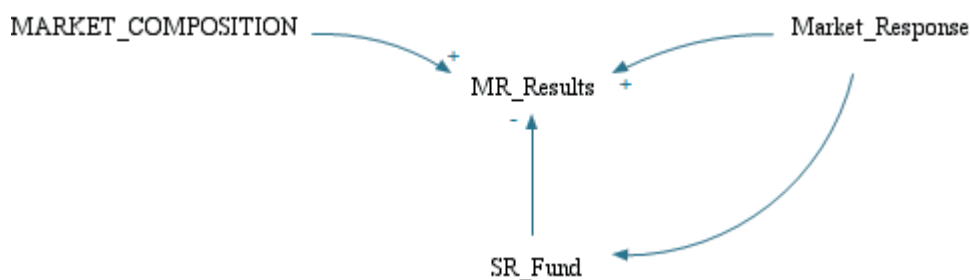 MARKET_COMPOSITION
Market_Response
+
MR_Results
+
-
SR_Fund